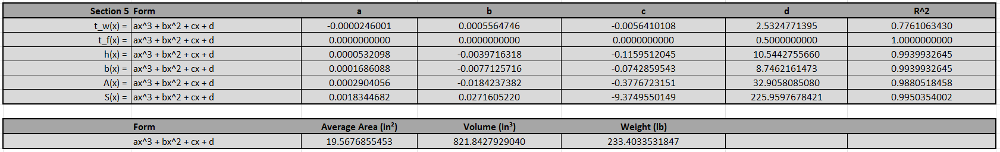 Section 5 Form a b c d R^2
t_w(x) = ax^3 + bx^2 + cx + d -0.0000246001 0.0005564746 -0.0056410108 2.5324771395 0.7761063430
t_f(x) = ax^3 + bx^2 + cx + d 0.0000000000 0.0000000000 0.0000000000 0.5000000000 1.0000000000
h(x) = ax^3 + bx^2 + cx + d 0.0000532098 -0.0039716318 -0.1159512045 10.5442755660 0.9939932645
b(x) = ax^3 + bx^2 + cx + d 0.0001686088 -0.0077125716 -0.0742859543 8.7462161473 0.9939932645
A(x) = ax^3 + bx^2 + cx + d 0.0002904056 -0.0184237382 -0.3776723151 32.9058085080 0.9880518458
S(x) = ax^3 + bx^2 + cx + d 0.0018344682 0.0271605220 -9.3749550149 225.9597678421 0.9950354002
Form Average Area (in²) Volume (in³) Weight (lb)
ax^3 + bx^2 + cx + d 19.5676855453 821.8427929040 233.4033531847